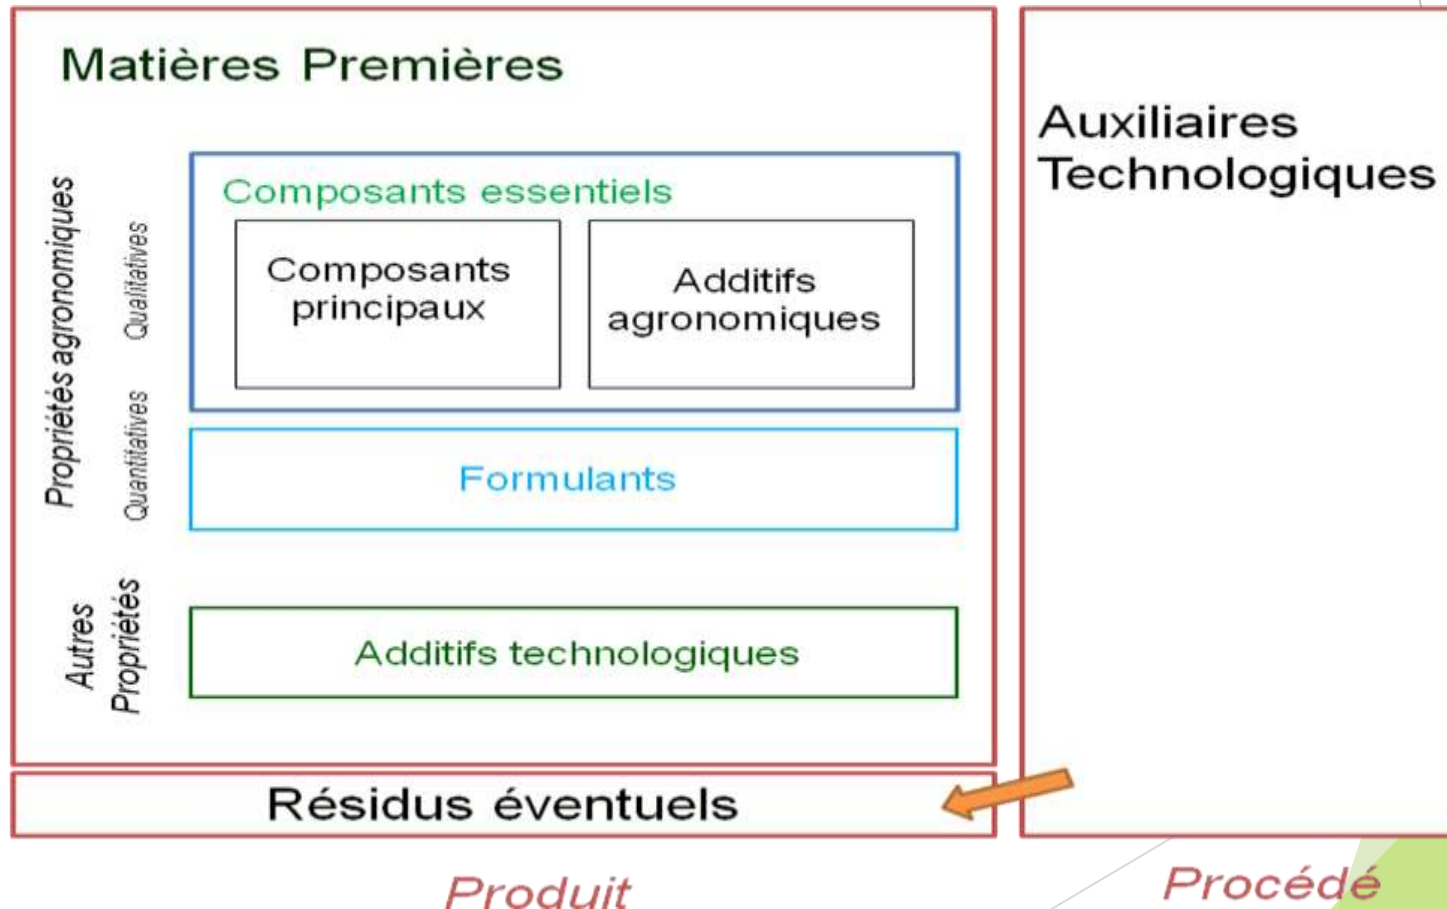 Matières Premières
Auxiliaires
Technologiques
Propriétés agronomiques
Qualitatives
Composants essentiels
Composants
principaux
Additifs
agronomiques
Quantitatives
Formulants
Autres
Propriétés
Additifs technologiques
Résidus éventuels
Produit
Procédé